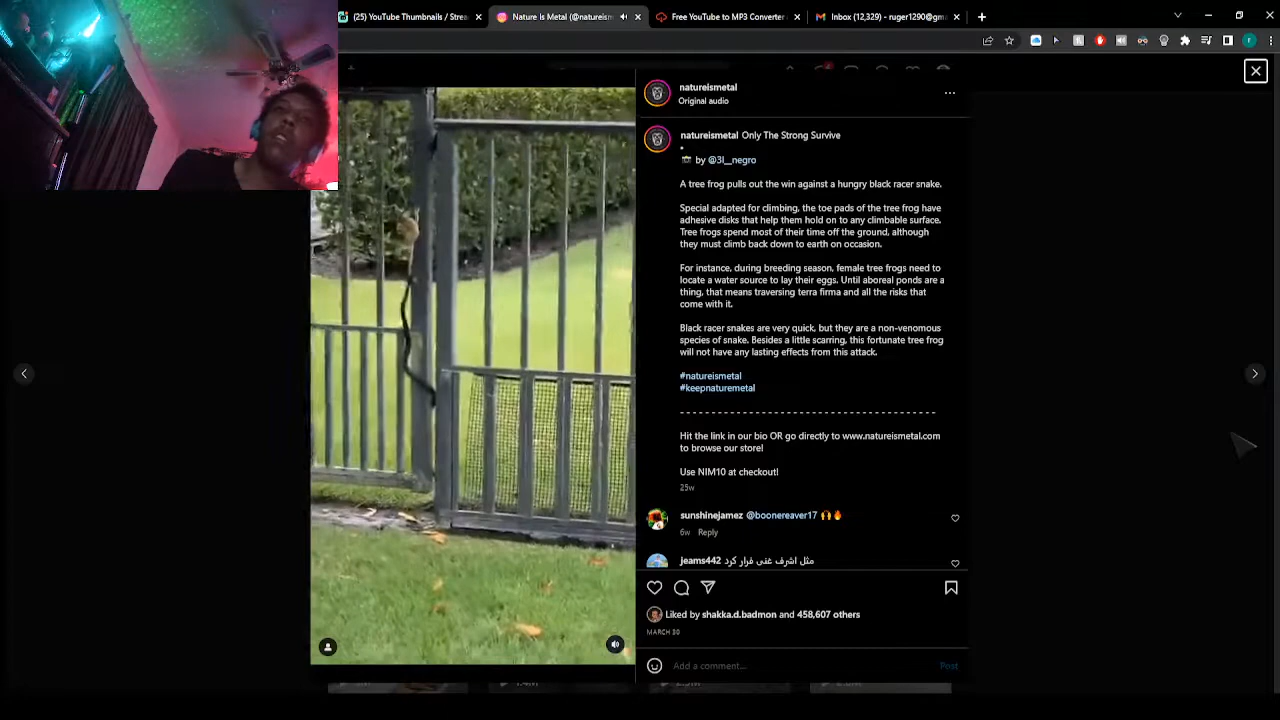 (25) YouTube Thumbnails / Strea
Nature is Metal (@natureism
Free YouTube to MP3 Converter
Inbox (12,329) - ruger1290@gm
natureismetal
Original audio
natureismetal Only The Strong Survive
•
📸 by @3l__negro
A tree frog pulls out the win against a hungry black racer snake.
Special adapted for climbing, the toe pads of the tree frog have
adhesive disks that help them hold on to any climbable surface.
Tree frogs spend most of their time off the ground, although
they must climb back down to earth on occasion.
For instance, during breeding season, female tree frogs need to
locate a water source to lay their eggs. Until aboreal ponds are a
thing, that means traversing terra firma and all the risks that
come with it.
Black racer snakes are very quick, but they are a non-venomous
species of snake. Besides a little scarring, this fortunate tree frog
will not have any lasting effects from this attack.
#natureismetal
#keepnaturemetal
- - - - - - - - - - - - - - - - - - - - - - - - - - - - - - - - - - - - - - - - -
Hit the link in our bio OR go directly to www.natureismetal.com
to browse our store!
Use NIM10 at checkout!
25w
sunshinejamez @boonereaver17 🙌🔥
6w Reply
jeams442 مثل اشرف غنی فرار کرد
Liked by shakka.d.badmon and 458,607 others
MARCH 30
Add a comment...
Post